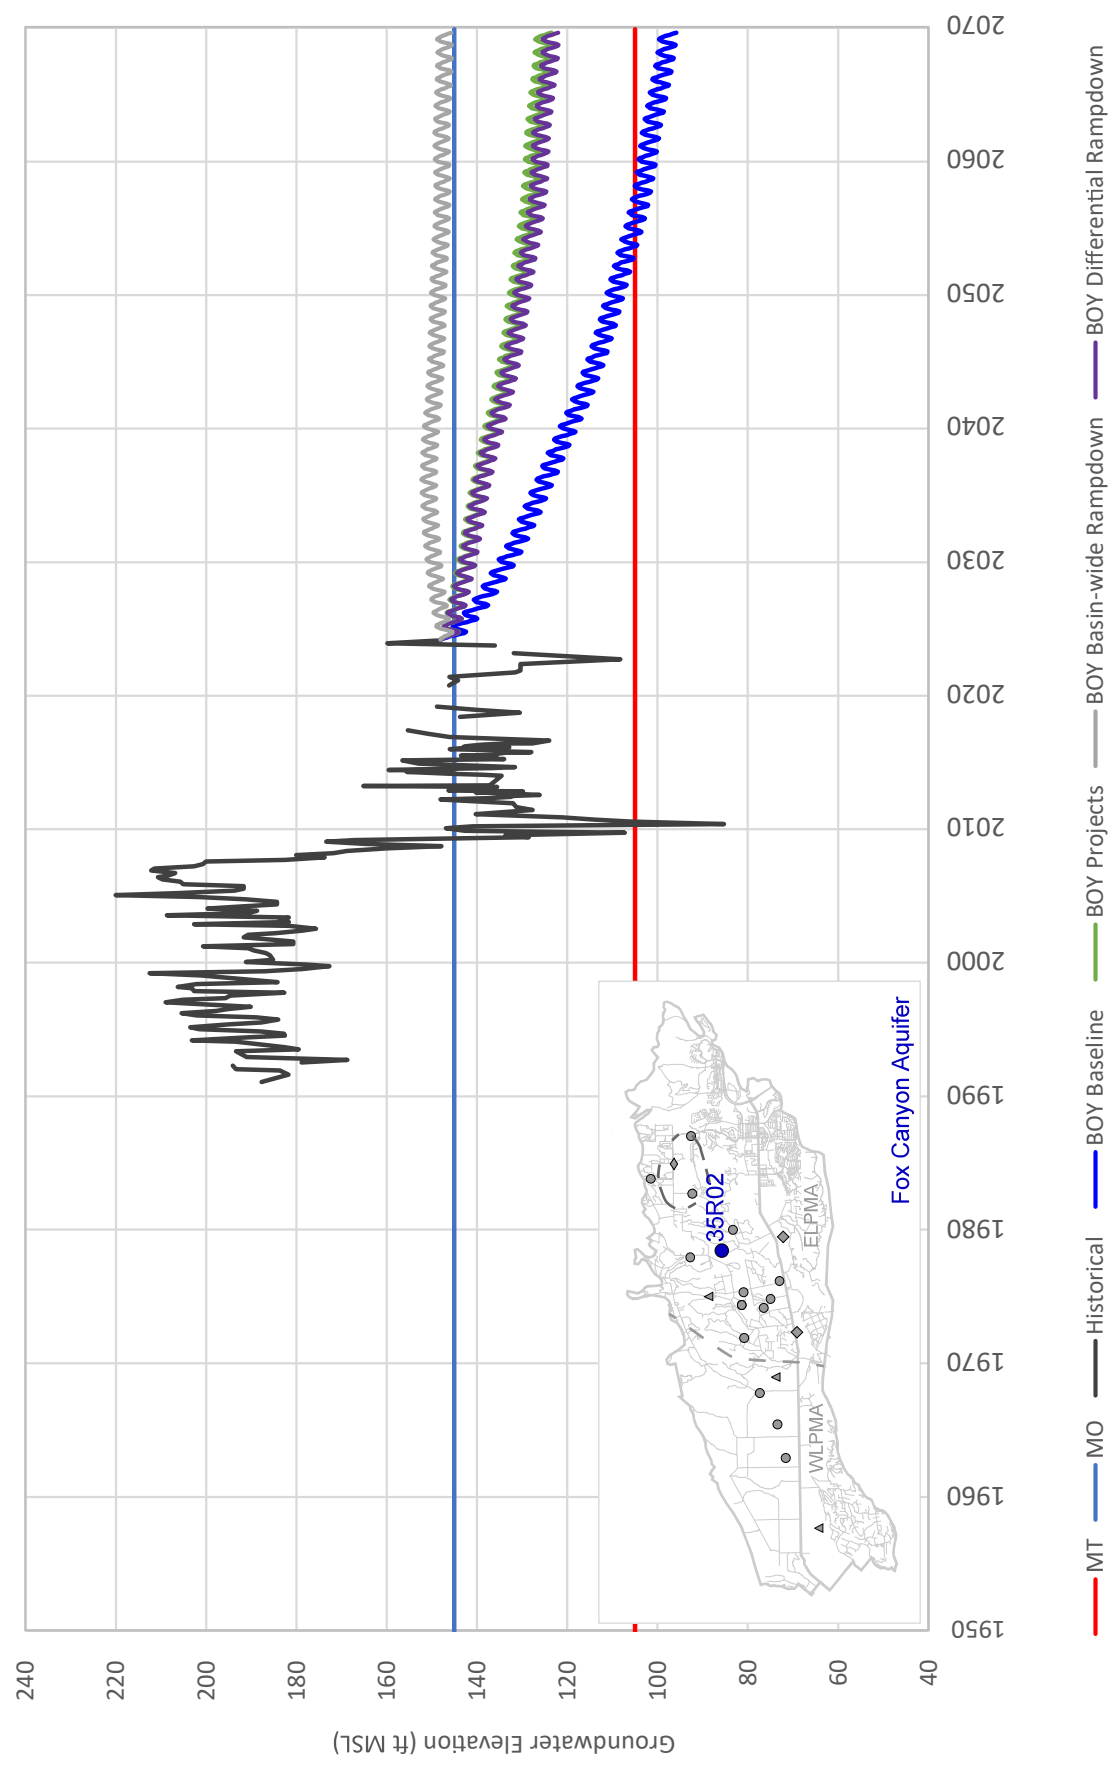 Groundwater Elevation (ft MSL)
240
220
200
180
160
140
120
100
80
60
40
1950
1960
1970
1980
1990
2000
2010
2020
2030
2040
2050
2060
2070
35R02
WLPMA
ELPMA
Fox Canyon Aquifer
MT
MO
Historical
BOY Baseline
BOY Projects
BOY Basin-wide Rampdown
BOY Differential Rampdown